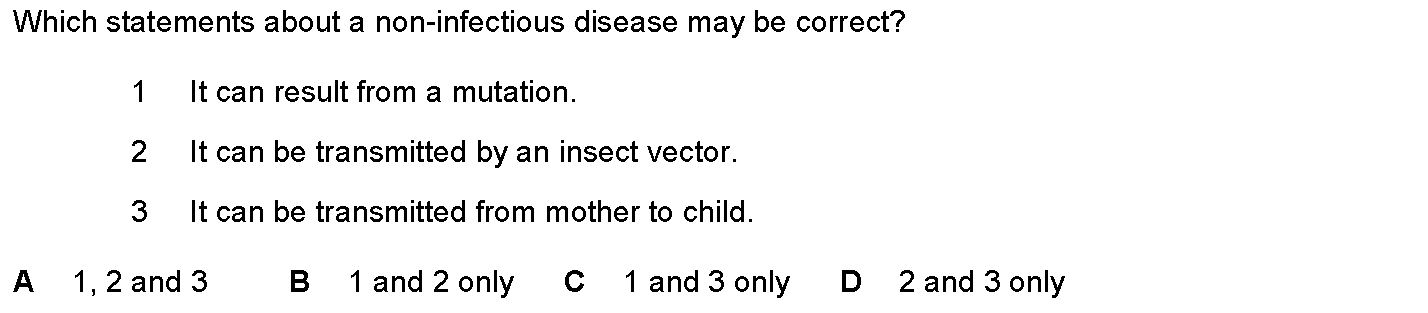 Which statements about a non-infectious disease may be correct?
1 It can result from a mutation.
2 It can be transmitted by an insect vector.
3 It can be transmitted from mother to child.
A 1, 2 and 3 B 1 and 2 only C 1 and 3 only D 2 and 3 only